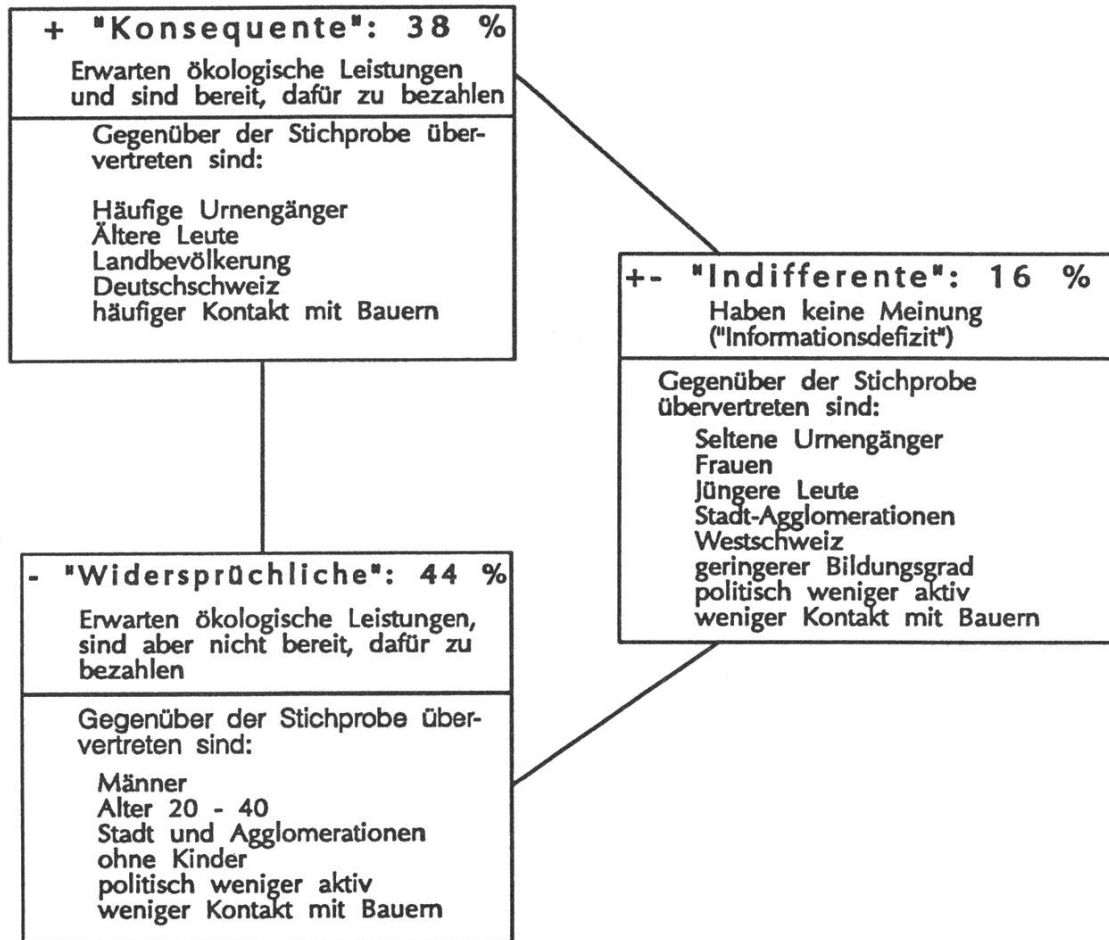 + "Konsequente": 38 %
Erwarten ökologische Leistungen
und sind bereit, dafür zu bezahlen
Gegenüber der Stichprobe über-
vertreten sind:
Häufige Urnengänger
Ältere Leute
Landbevölkerung
Deutschschweiz
häufiger Kontakt mit Bauern
+- "Indifferente": 16 %
Haben keine Meinung
("Informationsdefizit")
Gegenüber der Stichprobe
übervertreten sind:
Seltene Urnengänger
Frauen
Jüngere Leute
Stadt-Agglomerationen
Westschweiz
geringerer Bildungsgrad
politisch weniger aktiv
weniger Kontakt mit Bauern
- "Widersprüchliche": 44 %
Erwarten ökologische Leistungen,
sind aber nicht bereit, dafür zu
bezahlen
Gegenüber der Stichprobe über-
vertreten sind:
Männer
Alter 20 - 40
Stadt und Agglomerationen
ohne Kinder
politisch weniger aktiv
weniger Kontakt mit Bauern